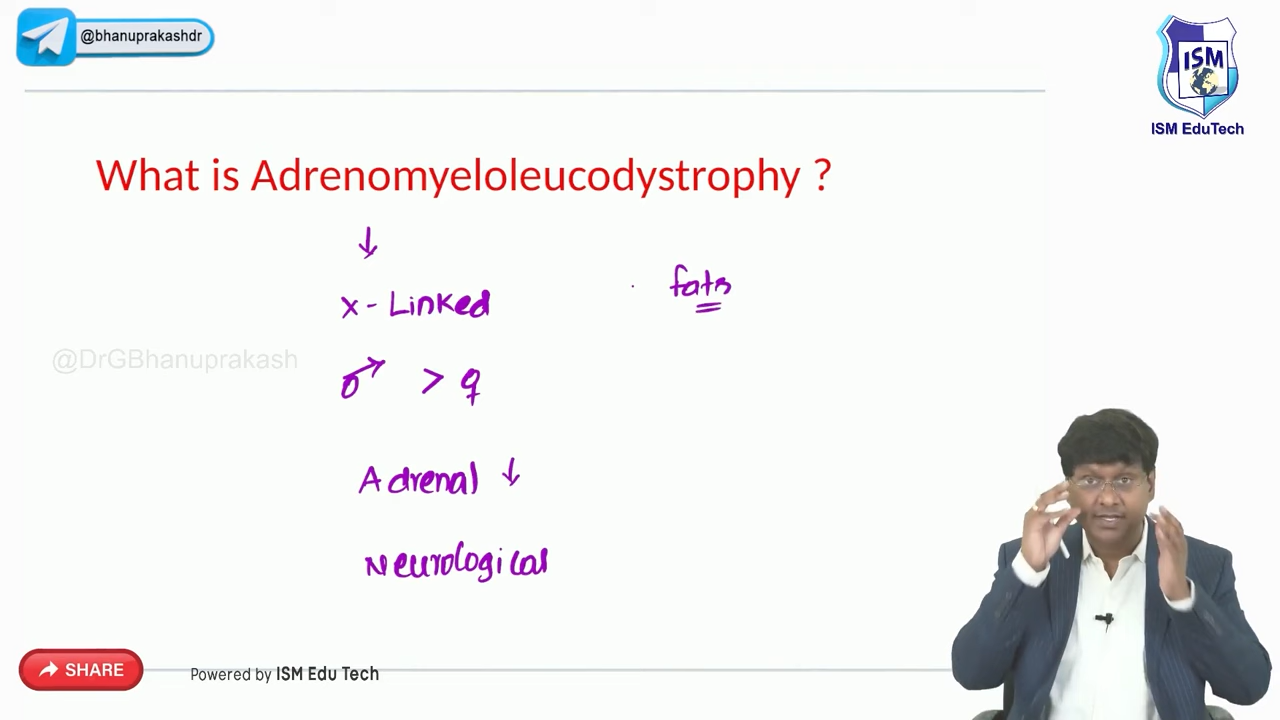 @bhanuprakashdr
ISM
ISM EduTech
What is Adrenomyeloleucodystrophy ?
↓
X - Linked
fats
@DrGBhanuprakash
♂ > ♀
Adrenal ↓
Neurological
SHARE
Powered by ISM Edu Tech